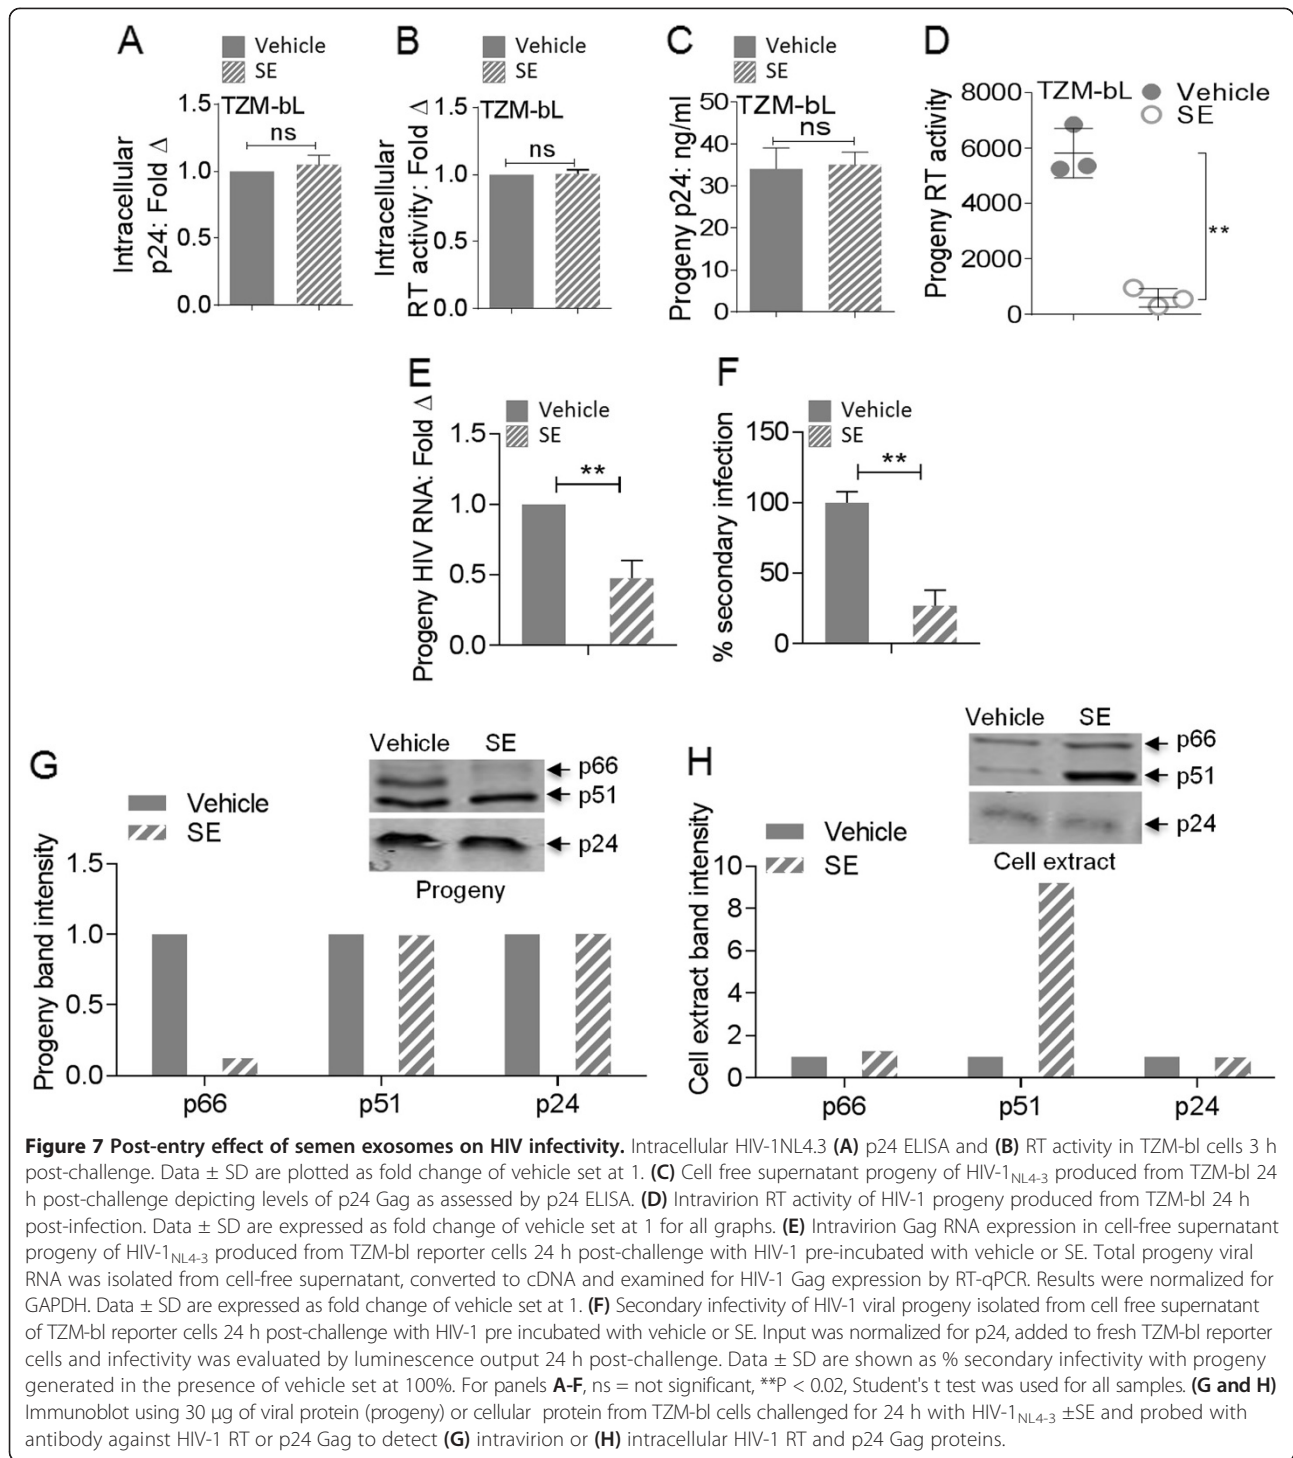 A
Vehicle
SE
TZM-bL
ns
Intracellular
p24: Fold Δ
1.5
1.0
0.5
0.0
B
Vehicle
SE
TZM-bL
ns
Intracellular
RT activity: Fold Δ
1.5
1.0
0.5
0.0
C
Vehicle
SE
TZM-bL
ns
Progeny p24: ng/ml
50
40
30
20
10
0
D
TZM-bL
Vehicle
SE
**
Progeny RT activity
8000
6000
4000
2000
0
E
Vehicle
SE
**
Progeny HIV RNA: Fold Δ
1.5
1.0
0.5
0.0
F
Vehicle
SE
**
% secondary infection
150
100
50
0
G
Vehicle
SE
Vehicle SE
p66
p51
p24
Progeny
Progeny band intensity
1.5
1.0
0.5
0.0
p66 p51 p24
H
Vehicle
SE
Vehicle SE
p66
p51
p24
Cell extract
Cell extract band intensity
10
8
6
4
2
0
p66 p51 p24
Figure 7 Post-entry effect of semen exosomes on HIV infectivity. Intracellular HIV-1NL4.3 (A) p24 ELISA and (B) RT activity in TZM-bl cells 3 h
post-challenge. Data ± SD are plotted as fold change of vehicle set at 1. (C) Cell free supernatant progeny of HIV-1NL4-3 produced from TZM-bl 24
h post-challenge depicting levels of p24 Gag as assessed by p24 ELISA. (D) Intravirion RT activity of HIV-1 progeny produced from TZM-bl 24 h
post-infection. Data ± SD are expressed as fold change of vehicle set at 1 for all graphs. (E) Intravirion Gag RNA expression in cell-free supernatant
progeny of HIV-1NL4-3 produced from TZM-bl reporter cells 24 h post-challenge with HIV-1 pre-incubated with vehicle or SE. Total progeny viral
RNA was isolated from cell-free supernatant, converted to cDNA and examined for HIV-1 Gag expression by RT-qPCR. Results were normalized for
GAPDH. Data ± SD are expressed as fold change of vehicle set at 1. (F) Secondary infectivity of HIV-1 viral progeny isolated from cell free supernatant
of TZM-bl reporter cells 24 h post-challenge with HIV-1 pre incubated with vehicle or SE. Input was normalized for p24, added to fresh TZM-bl reporter
cells and infectivity was evaluated by luminescence output 24 h post-challenge. Data ± SD are shown as % secondary infectivity with progeny
generated in the presence of vehicle set at 100%. For panels A-F, ns = not significant, **P < 0.02, Student's t test was used for all samples. (G and H)
Immunoblot using 30 μg of viral protein (progeny) or cellular protein from TZM-bl cells challenged for 24 h with HIV-1NL4-3 ±SE and probed with
antibody against HIV-1 RT or p24 Gag to detect (G) intravirion or (H) intracellular HIV-1 RT and p24 Gag proteins.